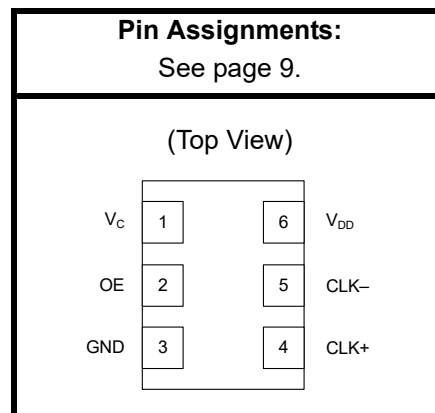 Pin Assignments:
See page 9.
(Top View)
VC 1 6 VDD
OE 2 5 CLK–
GND 3 4 CLK+